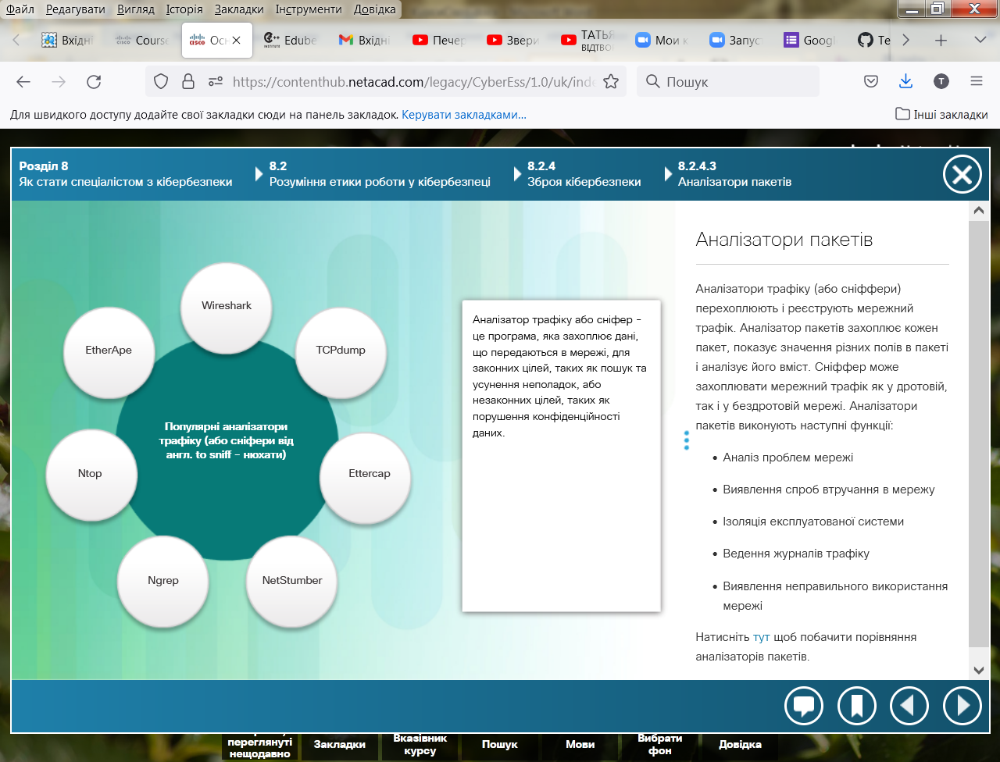 Файл Редагувати Вигляд Історія Закладки Інструменти Довідка
Вхідні
Course
Осн
Edube
Вхідні
Печер
Звери
ТАТЬЯ
ВІДТВО
Мои к
Запус
Googl
Te
https://contenthub.netacad.com/legacy/CyberEss/1.0/uk/inde
Пошук
T
Для швидкого доступу додайте свої закладки сюди на панель закладок. Керувати закладками…
Інші закладки
Розділ 8
Як стати спеціалістом з кібербезпеки
8.2
Розуміння етики роботи у кібербезпеці
8.2.4
Зброя кібербезпеки
8.2.4.3
Аналізатори пакетів
Wireshark
EtherApe
TCPdump
Популярні аналізатори
трафіку (або сніфери від
англ. to sniff – нюхати)
Ntop
Ettercap
Ngrep
NetStumber
Аналізатор трафіку або сніфер –
це програма, яка захоплює дані,
що передаються в мережі, для
законних цілей, таких як пошук та
усунення неполадок, або
незаконних цілей, таких як
порушення конфіденційності
даних.
Аналізатори пакетів
Аналізатори трафіку (або сніффери)
перехоплюють і реєструють мережний
трафік. Аналізатор пакетів захоплює кожен
пакет, показує значення різних полів в пакеті
і аналізує його вміст. Сніффер може
захоплювати мережний трафік як у дротовій,
так і у бездротовій мережі. Аналізатори
пакетів виконують наступні функції:
• Аналіз проблем мережі
• Виявлення спроб втручання в мережу
• Ізоляція експлуатованої системи
• Ведення журналів трафіку
• Виявлення неправильного використання
мережі
Натисніть тут щоб побачити порівняння
аналізаторів пакетів.
переглянуті
нещодавно
Закладки
Вказівник
курсу
Пошук
Мови
Вибрати
фон
Довідка